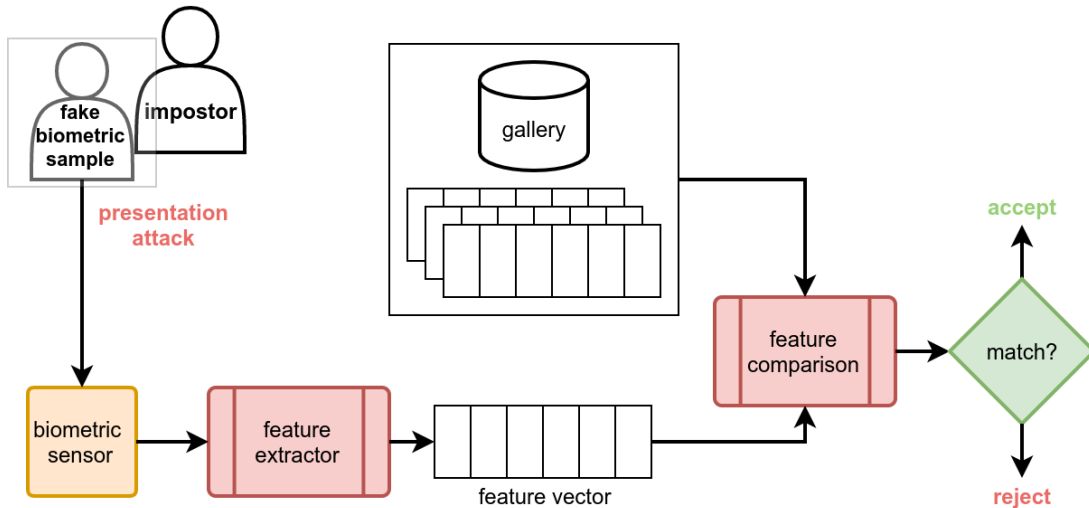 fake
biometric
sample
impostor
presentation
attack
gallery
biometric
sensor
feature
extractor
feature vector
feature
comparison
match?
accept
reject